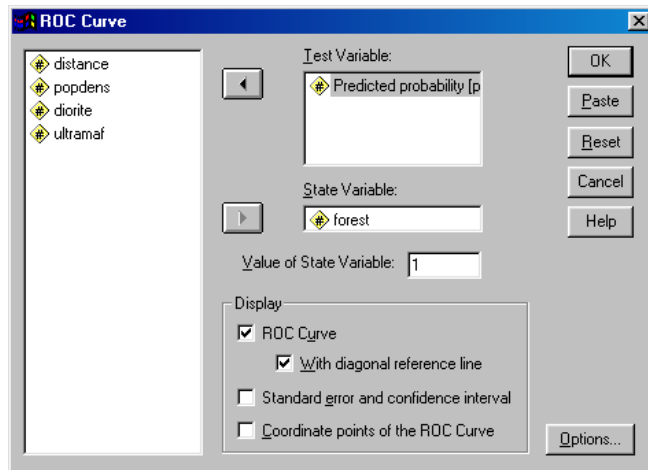 ROC Curve
distance
popdens
diorite
ultramaf
Test Variable:
Predicted probability [p
State Variable:
forest
Value of State Variable: 1
Display
ROC Curve
With diagonal reference line
Standard error and confidence interval
Coordinate points of the ROC Curve
OK
Paste
Reset
Cancel
Help
Options...